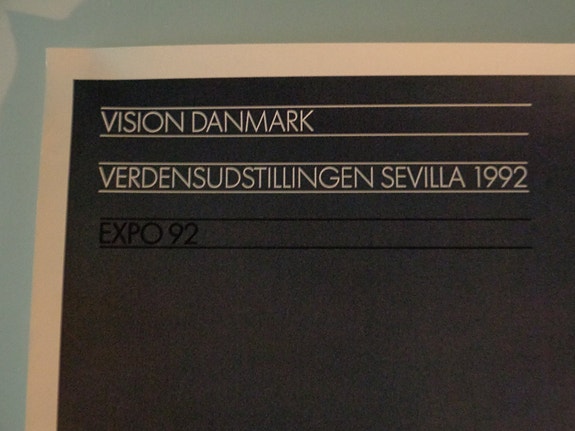 VISION DANMARK
VERDENSUDSTILLINGEN SEVILLA 1992
EXPO 92